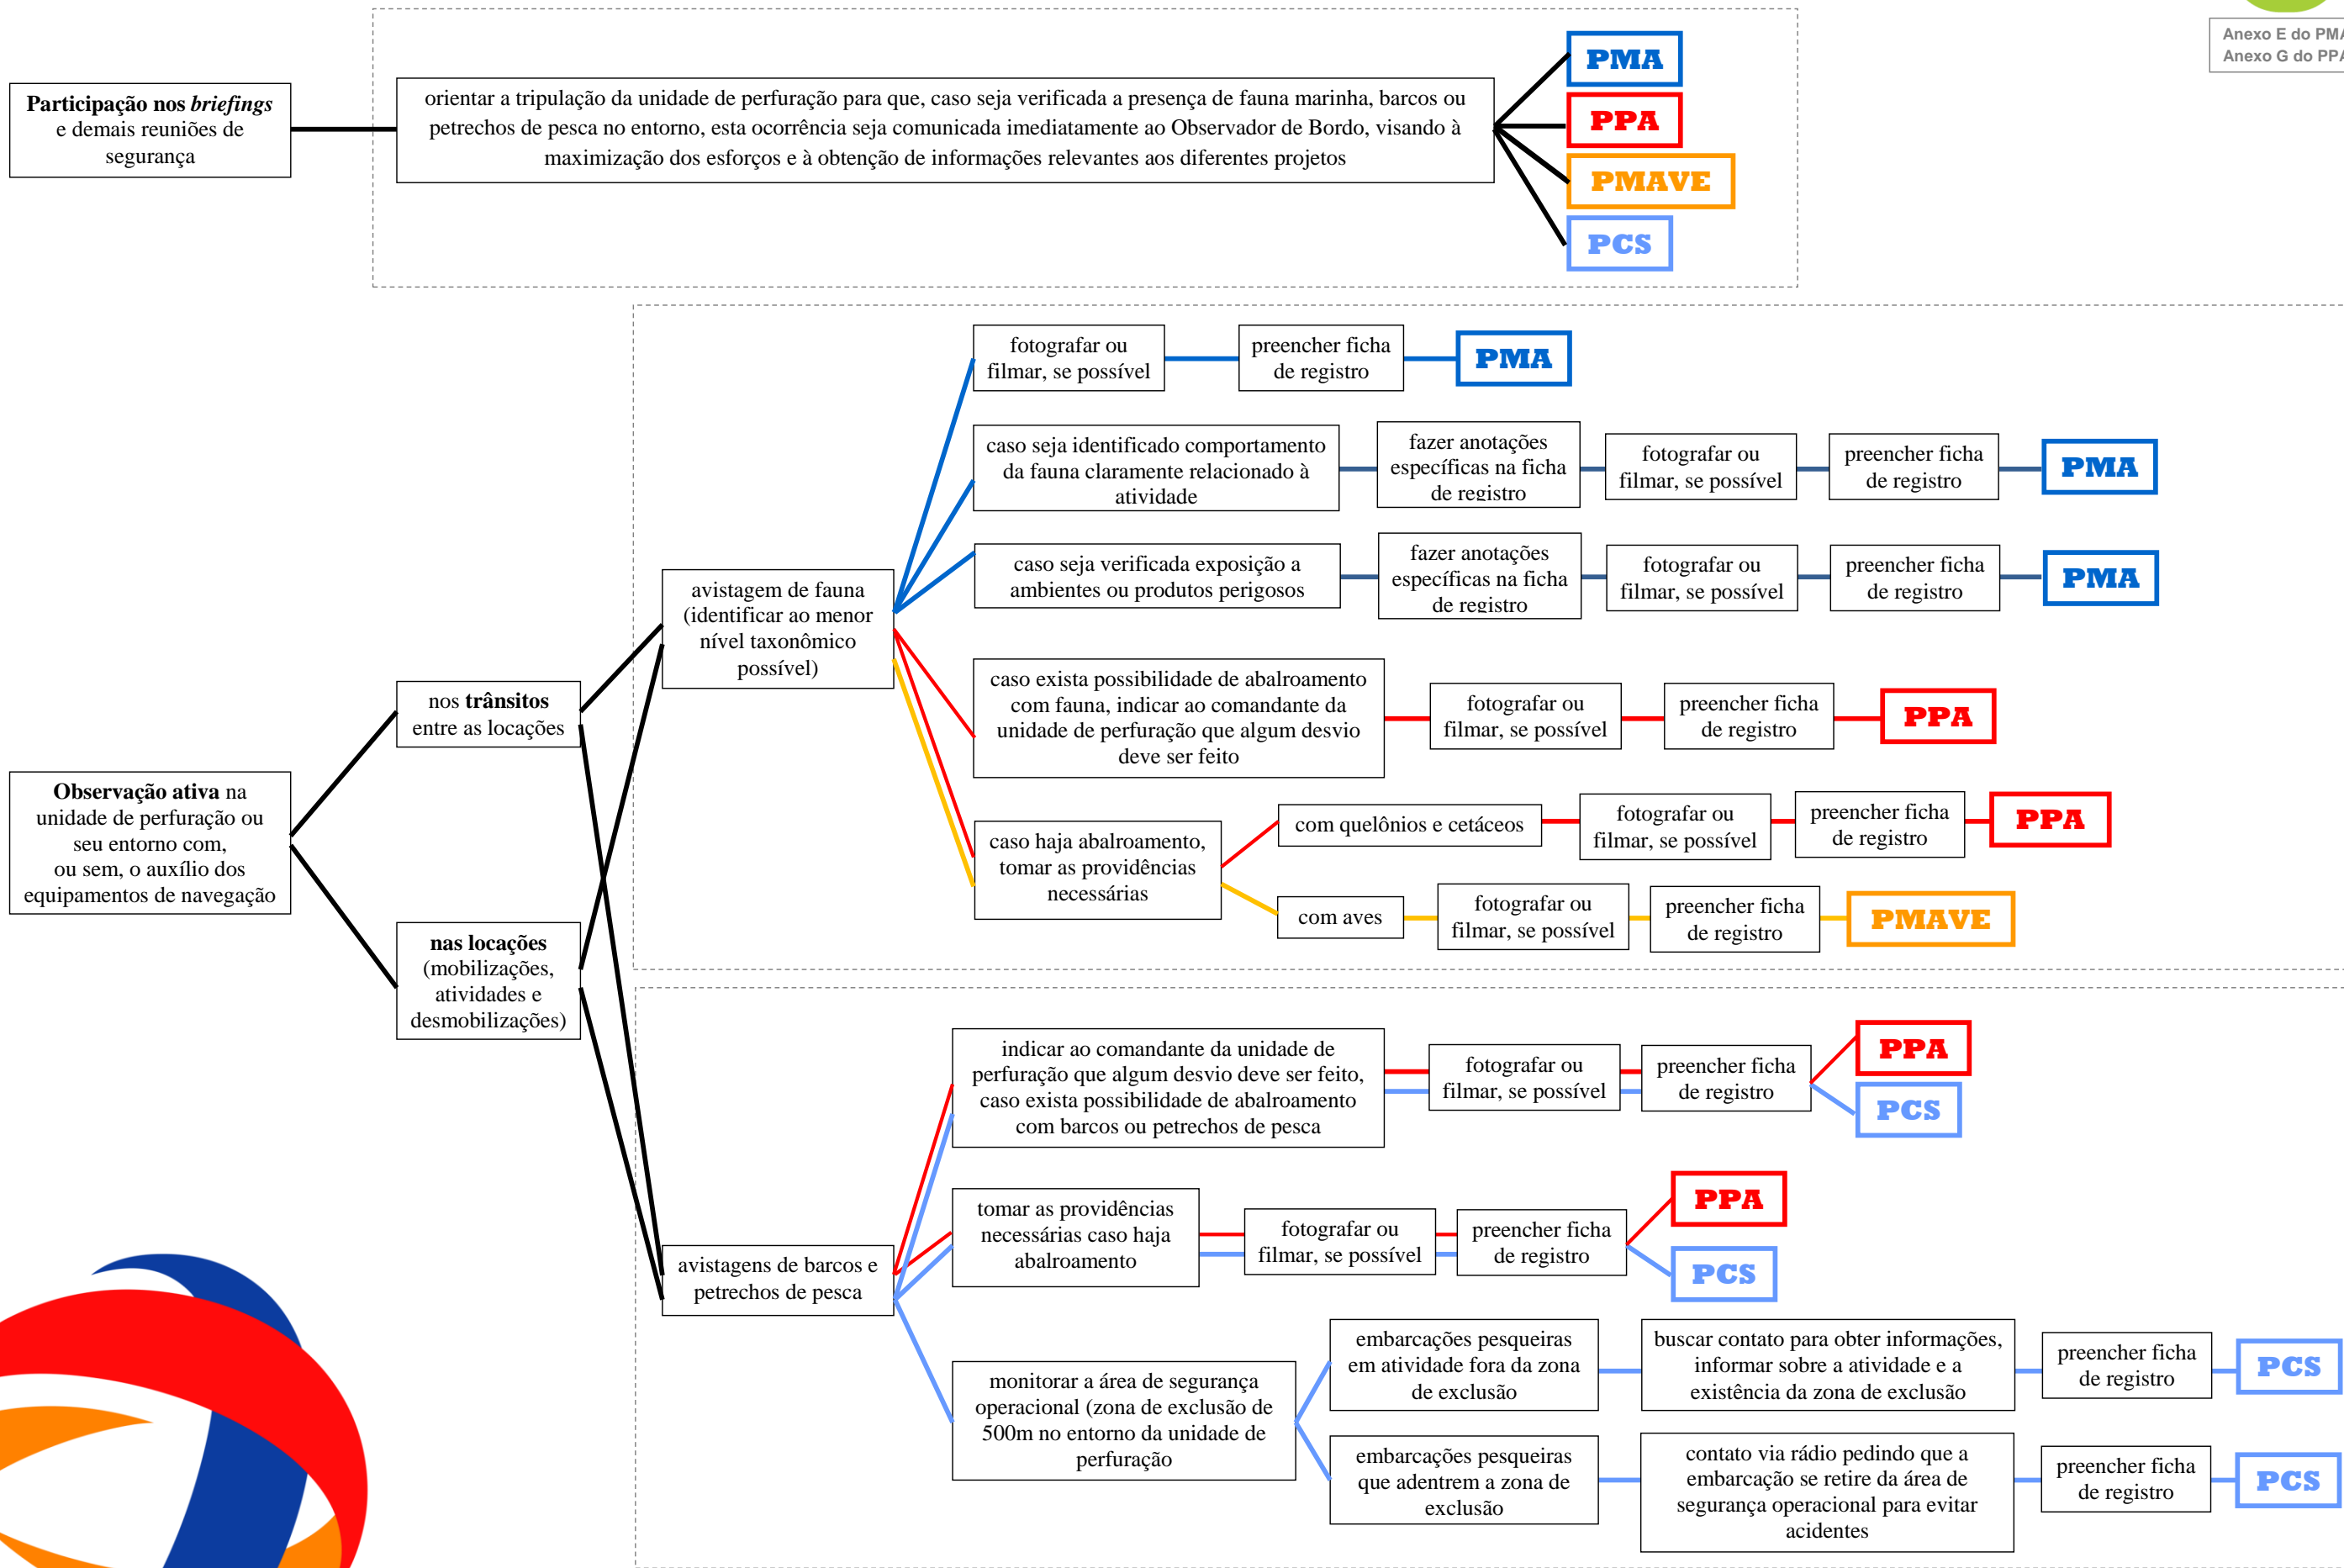 Anexo E do PMA
Anexo G do PPA
Participação nos briefings
e demais reuniões de
segurança
orientar a tripulação da unidade de perfuração para que, caso seja verificada a presença de fauna marinha, barcos ou
petrechos de pesca no entorno, esta ocorrência seja comunicada imediatamente ao Observador de Bordo, visando à
maximização dos esforços e à obtenção de informações relevantes aos diferentes projetos
PMA
PPA
PMAVE
PCS
Observação ativa na
unidade de perfuração ou
seu entorno com,
ou sem, o auxílio dos
equipamentos de navegação
nos trânsitos
entre as locações
nas locações
(mobilizações,
atividades e
desmobilizações)
avistagem de fauna
(identificar ao menor
nível taxonômico
possível)
fotografar ou
filmar, se possível
preencher ficha
de registro
PMA
caso seja identificado comportamento
da fauna claramente relacionado à
atividade
fazer anotações
específicas na ficha
de registro
fotografar ou
filmar, se possível
preencher ficha
de registro
PMA
caso seja verificada exposição a
ambientes ou produtos perigosos
fazer anotações
específicas na ficha
de registro
fotografar ou
filmar, se possível
preencher ficha
de registro
PMA
caso exista possibilidade de abalroamento
com fauna, indicar ao comandante da
unidade de perfuração que algum desvio
deve ser feito
fotografar ou
filmar, se possível
preencher ficha
de registro
PPA
caso haja abalroamento,
tomar as providências
necessárias
com quelônios e cetáceos
fotografar ou
filmar, se possível
preencher ficha
de registro
PPA
com aves
fotografar ou
filmar, se possível
preencher ficha
de registro
PMAVE
avistagens de barcos e
petrechos de pesca
indicar ao comandante da unidade de
perfuração que algum desvio deve ser feito,
caso exista possibilidade de abalroamento
com barcos ou petrechos de pesca
fotografar ou
filmar, se possível
preencher ficha
de registro
PPA
PCS
tomar as providências
necessárias caso haja
abalroamento
fotografar ou
filmar, se possível
preencher ficha
de registro
PPA
PCS
monitorar a área de segurança
operacional (zona de exclusão de
500m no entorno da unidade de
perfuração
embarcações pesqueiras
em atividade fora da zona
de exclusão
buscar contato para obter informações,
informar sobre a atividade e a
existência da zona de exclusão
preencher ficha
de registro
PCS
embarcações pesqueiras
que adentrem a zona de
exclusão
contato via rádio pedindo que a
embarcação se retire da área de
segurança operacional para evitar
acidentes
preencher ficha
de registro
PCS